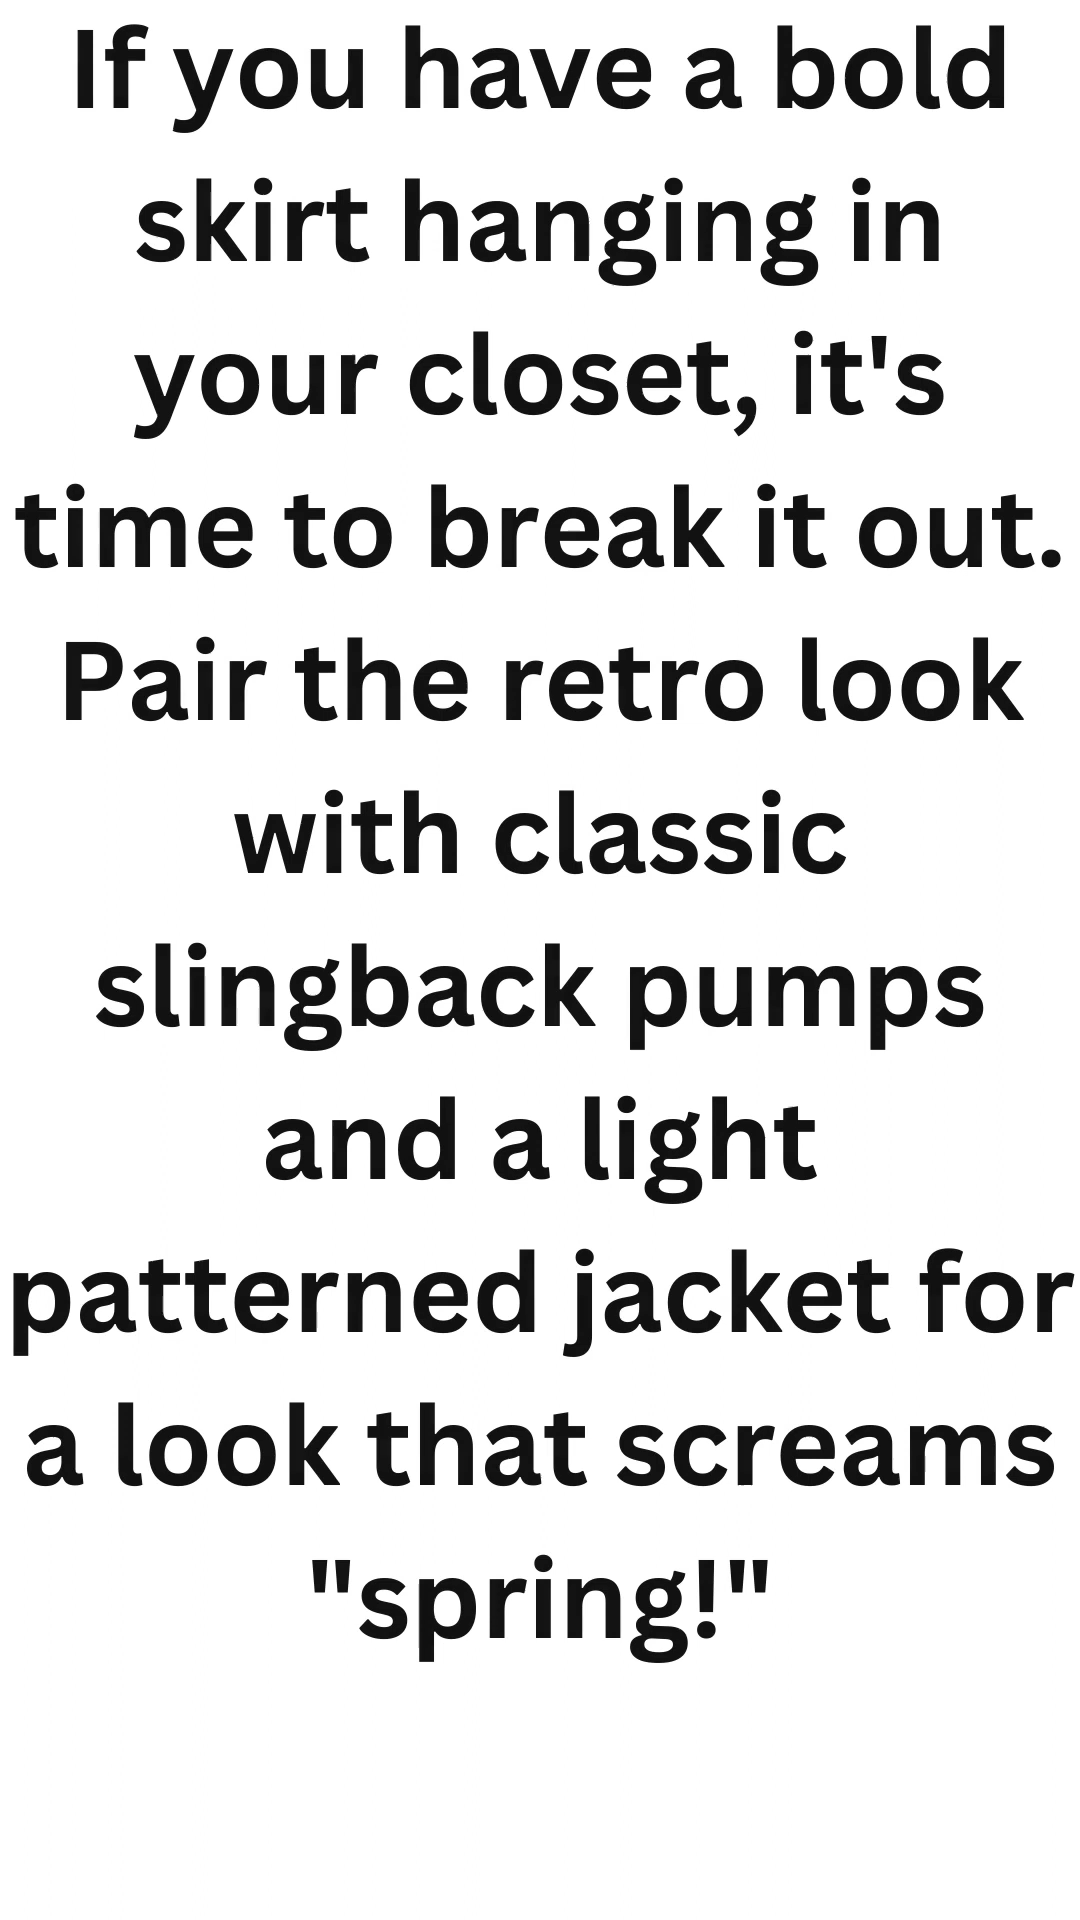 If you have a bold
skirt hanging in
your closet, it's
time to break it out.
Pair the retro look
with classic
slingback pumps
and a light
patterned jacket for
a look that screams
"spring!"